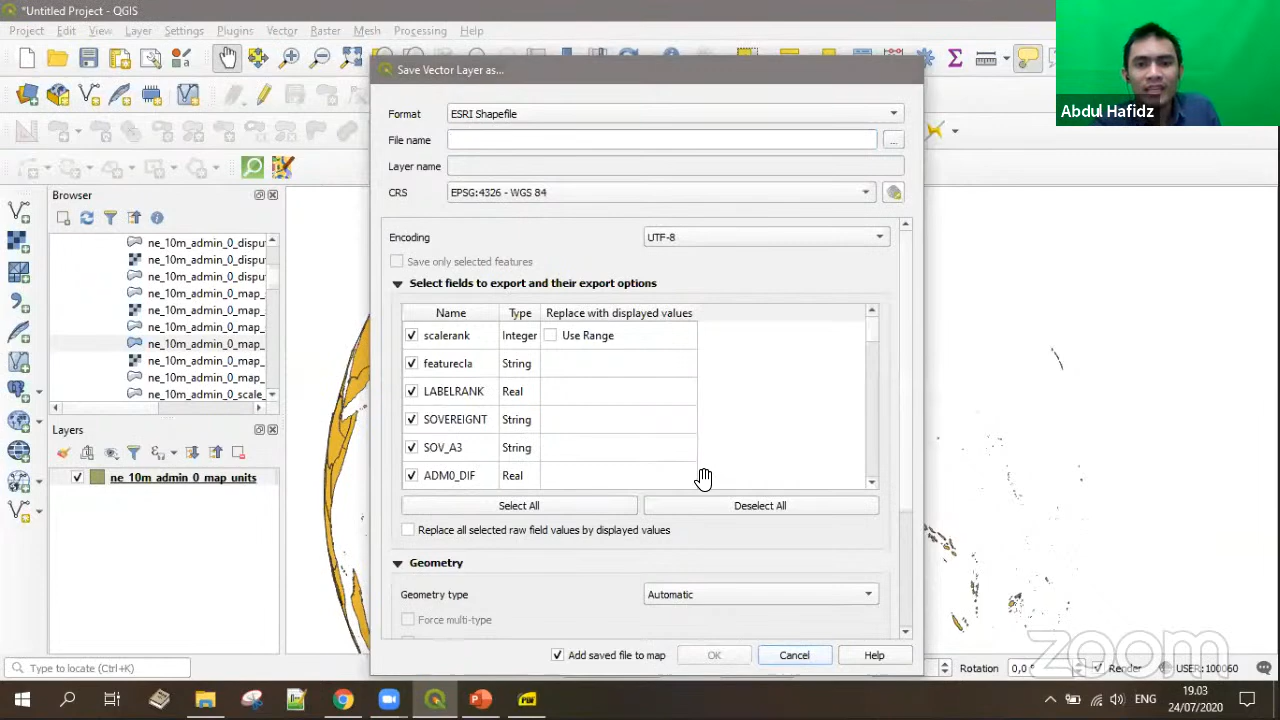 *Untitled Project - QGIS
Project Edit View Layer Settings Plugins Vector Raster Mesh Processing Help
Save Vector Layer as...
Abdul Hafidz
Format ESRI Shapefile
File name ...
Layer name
CRS EPSG:4326 - WGS 84
Browser
ne_10m_admin_0_disput
ne_10m_admin_0_disput
ne_10m_admin_0_disput
ne_10m_admin_0_map_
ne_10m_admin_0_map_
ne_10m_admin_0_map_
ne_10m_admin_0_map_
ne_10m_admin_0_map_
ne_10m_admin_0_scale_
Layers
ne_10m_admin_0_map_units
Encoding UTF-8
Save only selected features
Select fields to export and their export options
Name Type Replace with displayed values
scalerank Integer Use Range
featurecla String
LABELRANK Real
SOVEREIGNT String
SOV_A3 String
ADM0_DIF Real
Select All Deselect All
Replace all selected raw field values by displayed values
Geometry
Geometry type Automatic
Force multi-type
Add saved file to map OK Cancel Help
Type to locate (Ctrl+K)
Rotation 0,0 Render USER:100060
zoom
ENG 19.03
24/07/2020